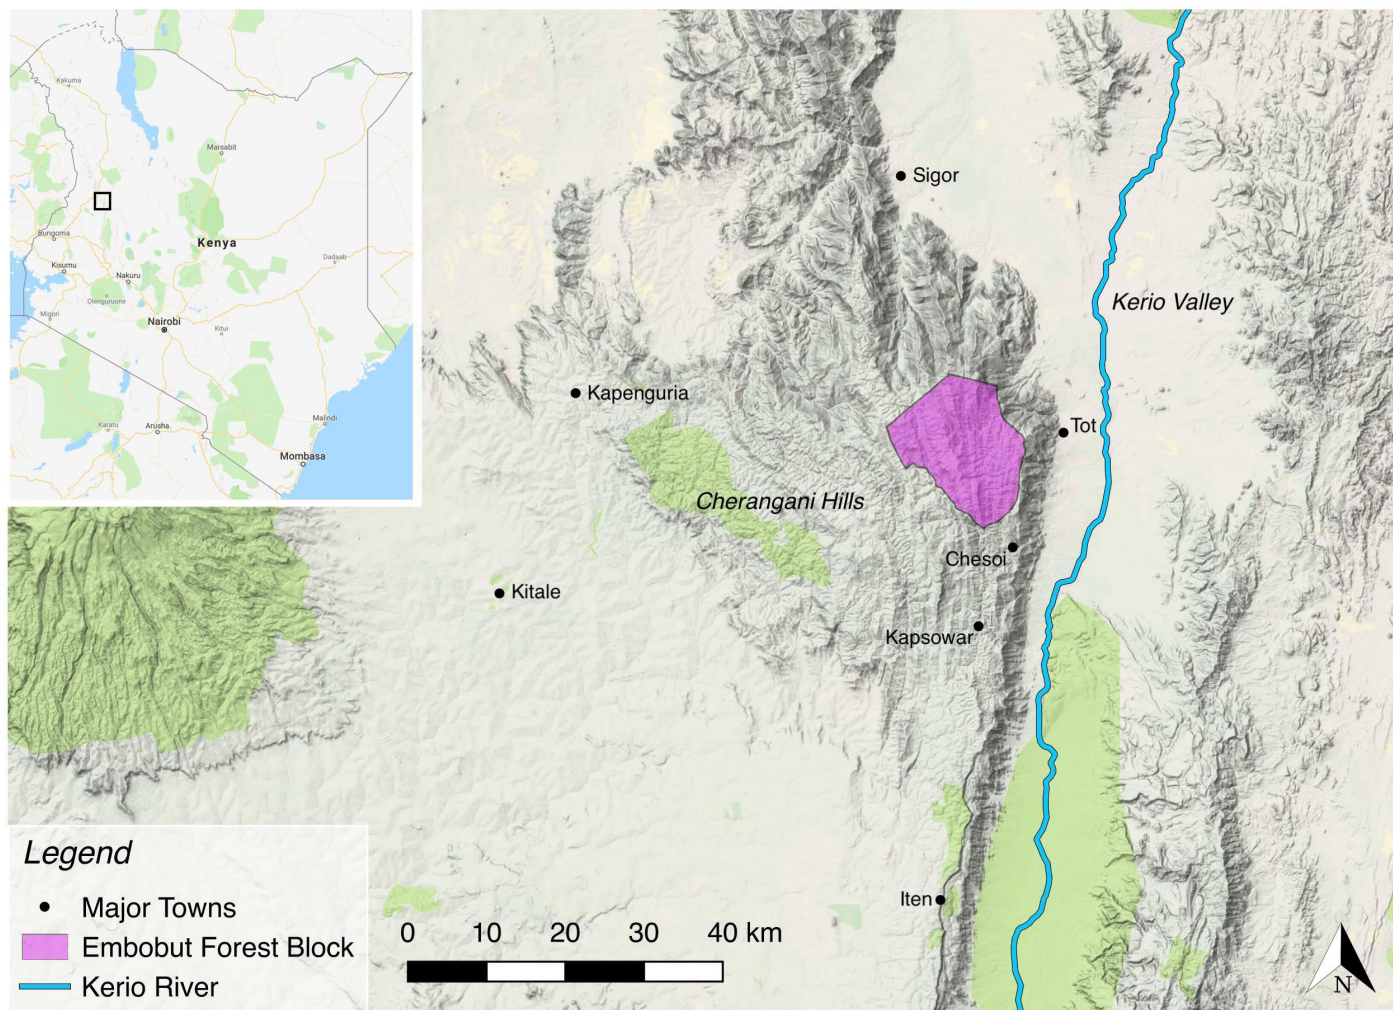 Kakuma
Marsabit
Bungoma
Kenya
Kisumu
Dadaab
Nakuru
Olenguruone
Migori
Nairobi
Kitui
Malindi
Karatu
Arusha
Mombasa
Sigor
Kerio Valley
Kapenguria
Tot
Cherangani Hills
Chesoi
Kitale
Kapsowar
Iten
Legend
Major Towns
Embobut Forest Block
Kerio River
0 10 20 30 40 km
N